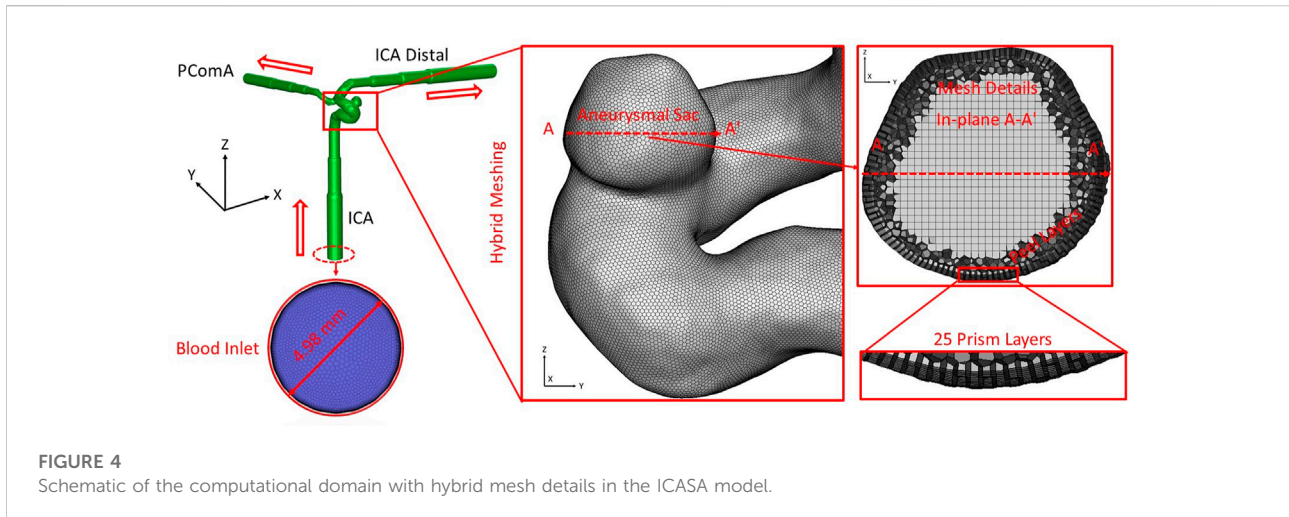 PComA
ICA Distal
Z
Y
X
ICA
Blood Inlet
4.98 mm
Hybrid Meshing
A
Aneurysmal Sac
A'
Z
X
Y
Z
X
Y
Mesh Details
In-plane A-A'
A
A'
Peel Layers
25 Prism Layers
FIGURE 4
Schematic of the computational domain with hybrid mesh details in the ICASA model.